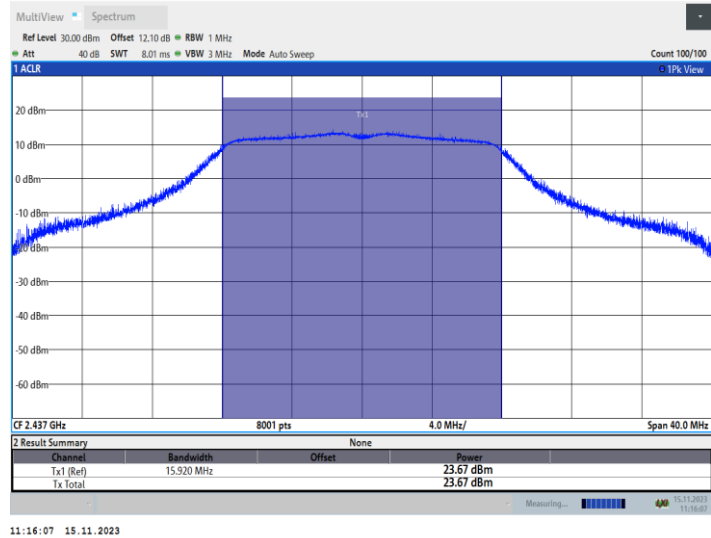 MultiView Spectrum
Ref Level 30.00 dBm Offset 12.10 dB RBW 1 MHz
Att 40 dB SWT 8.01 ms VBW 3 MHz Mode Auto Sweep Count 100/100
1 ACLR 1Pk View
Tx1
20 dBm
10 dBm
0 dBm
-10 dBm
-20 dBm
-30 dBm
-40 dBm
-50 dBm
-60 dBm
CF 2.437 GHz 8001 pts 4.0 MHz/ Span 40.0 MHz
2 Result Summary None
Channel Bandwidth Offset Power
Tx1 (Ref) 15.920 MHz 23.67 dBm
Tx Total 23.67 dBm
Measuring... 15.11.2023
11:16:07
11:16:07 15.11.2023